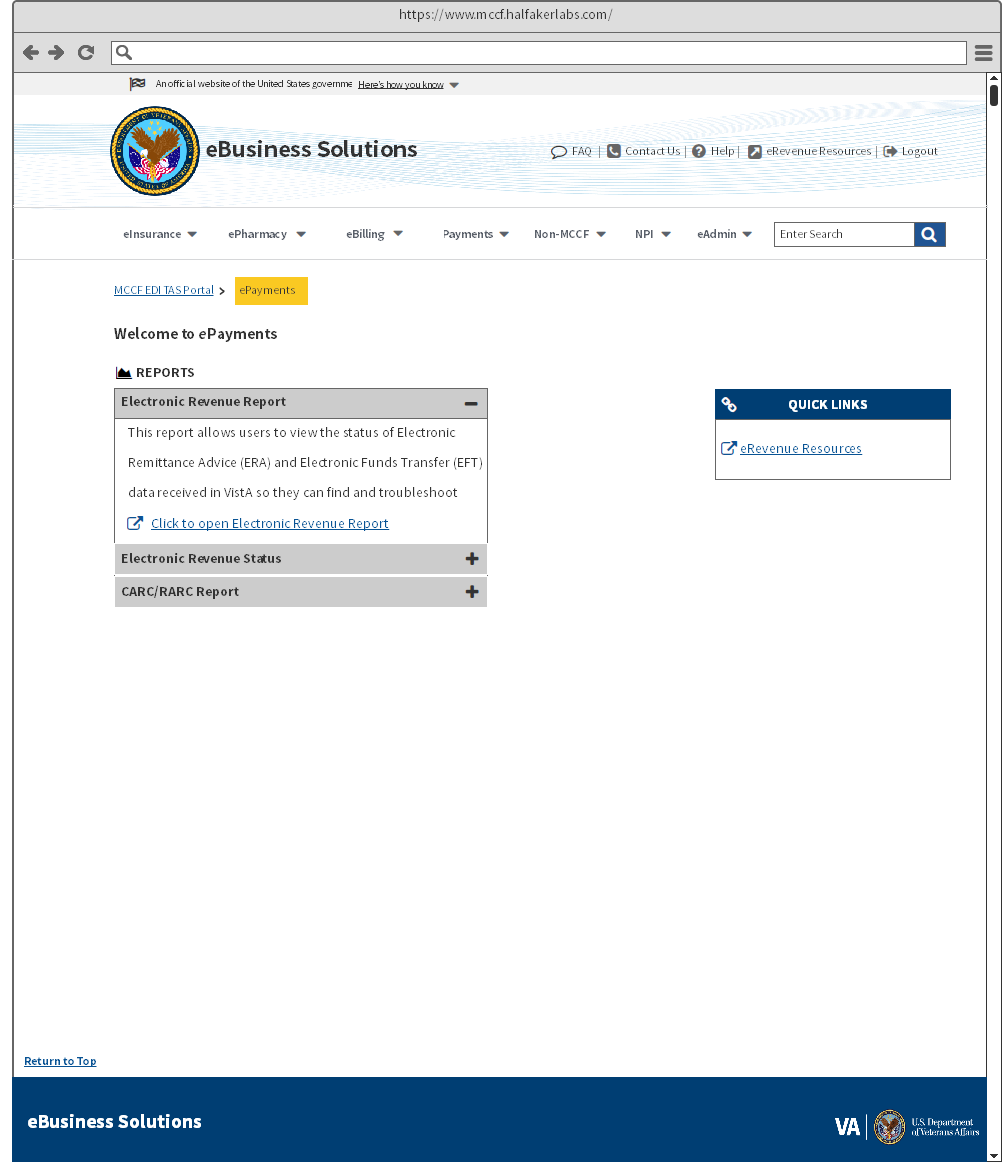 https://www.mccf.halfakerlabs.com/
An official website of the United States governme Here's how you know
eBusiness Solutions
FAQ | Contact Us | Help | eRevenue Resources | Logout
eInsurance ePharmacy eBilling Payments Non-MCCF NPI eAdmin Enter Search
MCCF EDI TAS Portal > ePayments
Welcome to ePayments
REPORTS
Electronic Revenue Report
This report allows users to view the status of Electronic
Remittance Advice (ERA) and Electronic Funds Transfer (EFT)
data received in VistA so they can find and troubleshoot
Click to open Electronic Revenue Report
Electronic Revenue Status
CARC/RARC Report
QUICK LINKS
eRevenue Resources
Return to Top
eBusiness Solutions
VA
U.S. Department
of Veterans Affairs